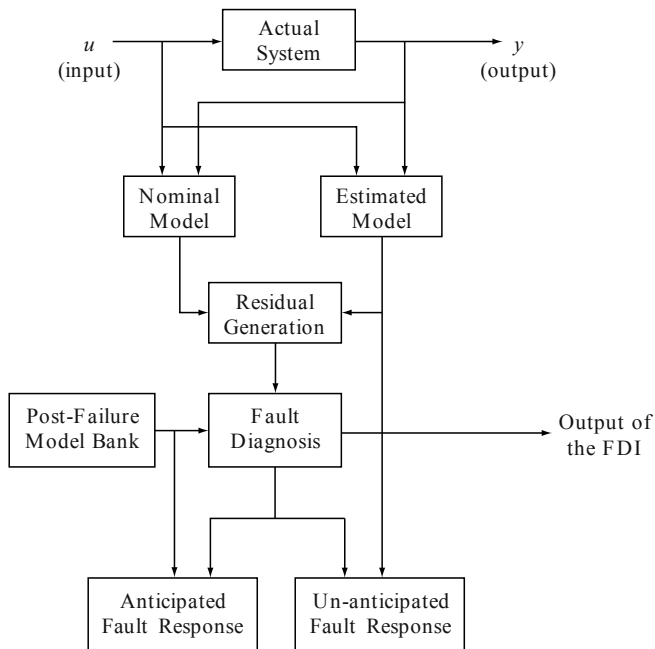 u
(input)
Actual
System
y
(output)
Nominal
Model
Estimated
Model
Residual
Generation
Post-Failure
Model Bank
Fault
Diagnosis
Output of
the FDI
Anticipated
Fault Response
Un-anticipated
Fault Response